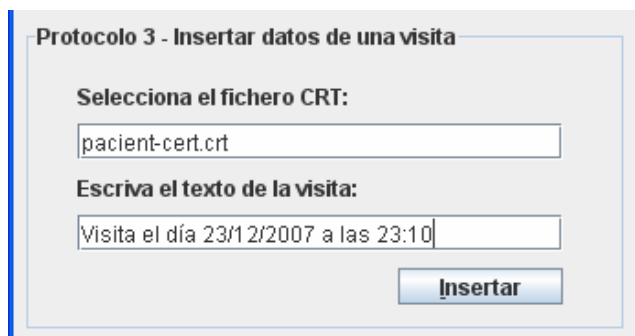 Protocolo 3 - Insertar datos de una visita
Selecciona el fichero CRT:
pacient-cert.crt
Escriva el texto de la visita:
Visita el día 23/12/2007 a las 23:10
Insertar